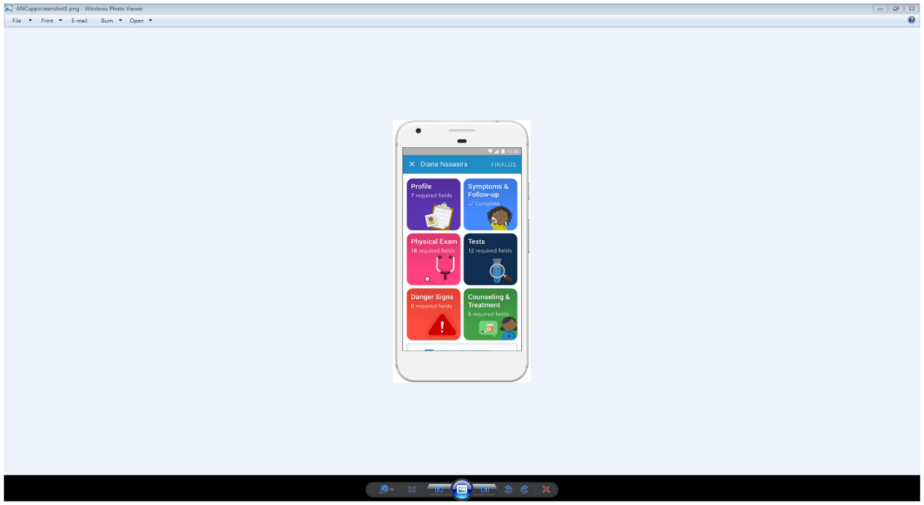 ANCappscreenshot1.png - Windows Photo Viewer
File Print E-mail Burn Open
12:30
Diana Nasasira FINALIZE
Profile
7 required fields
Symptoms &
Follow-up
Complete
Physical Exam
18 required fields
Tests
12 required fields
Danger Signs
0 required fields
Counseling &
Treatment
6 required fields